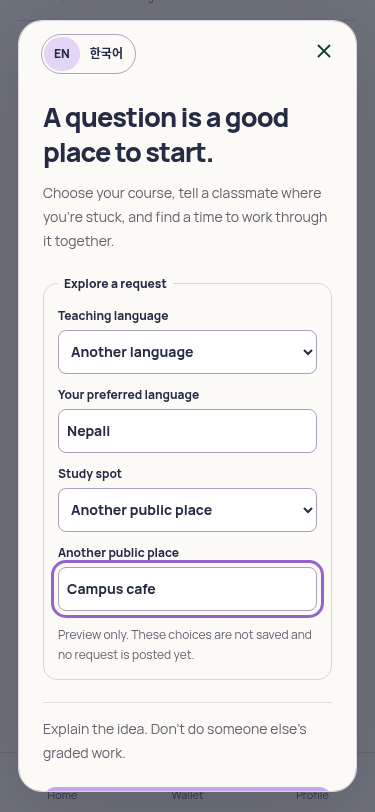 EN 한국어
A question is a good
place to start.
Choose your course, tell a classmate where
you're stuck, and find a time to work through
it together.
Explore a request
Teaching language
Another language
Your preferred language
Nepali
Study spot
Another public place
Another public place
Campus cafe
Preview only. These choices are not saved and
no request is posted yet.
Explain the idea. Don't do someone else's
graded work.
Home Wallet Profile